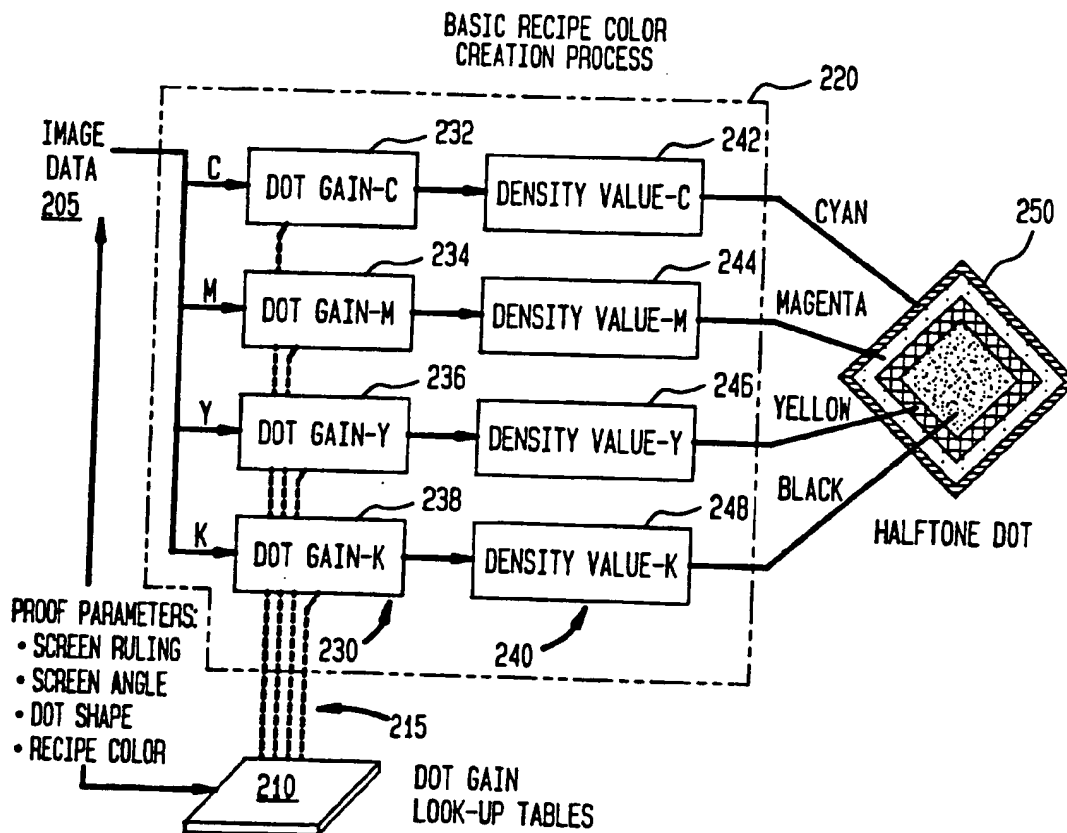 BASIC RECIPE COLOR
CREATION PROCESS
220
IMAGE
DATA
205
C
232
DOT GAIN-C
242
DENSITY VALUE-C
CYAN
250
M
234
DOT GAIN-M
244
DENSITY VALUE-M
MAGENTA
Y
236
DOT GAIN-Y
246
DENSITY VALUE-Y
YELLOW
K
238
DOT GAIN-K
248
DENSITY VALUE-K
BLACK
HALFTONE DOT
230
240
PROOF PARAMETERS:
• SCREEN RULING
• SCREEN ANGLE
• DOT SHAPE
• RECIPE COLOR
215
210
DOT GAIN
LOOK-UP TABLES